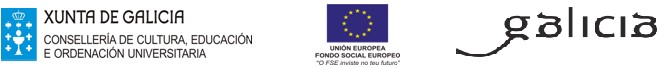 XUNTA DE GALICIA
CONSELLERÍA DE CULTURA, EDUCACIÓN
E ORDENACIÓN UNIVERSITARIA
UNIÓN EUROPEA
FONDO SOCIAL EUROPEO
"O FSE inviste no teu futuro"
galicia